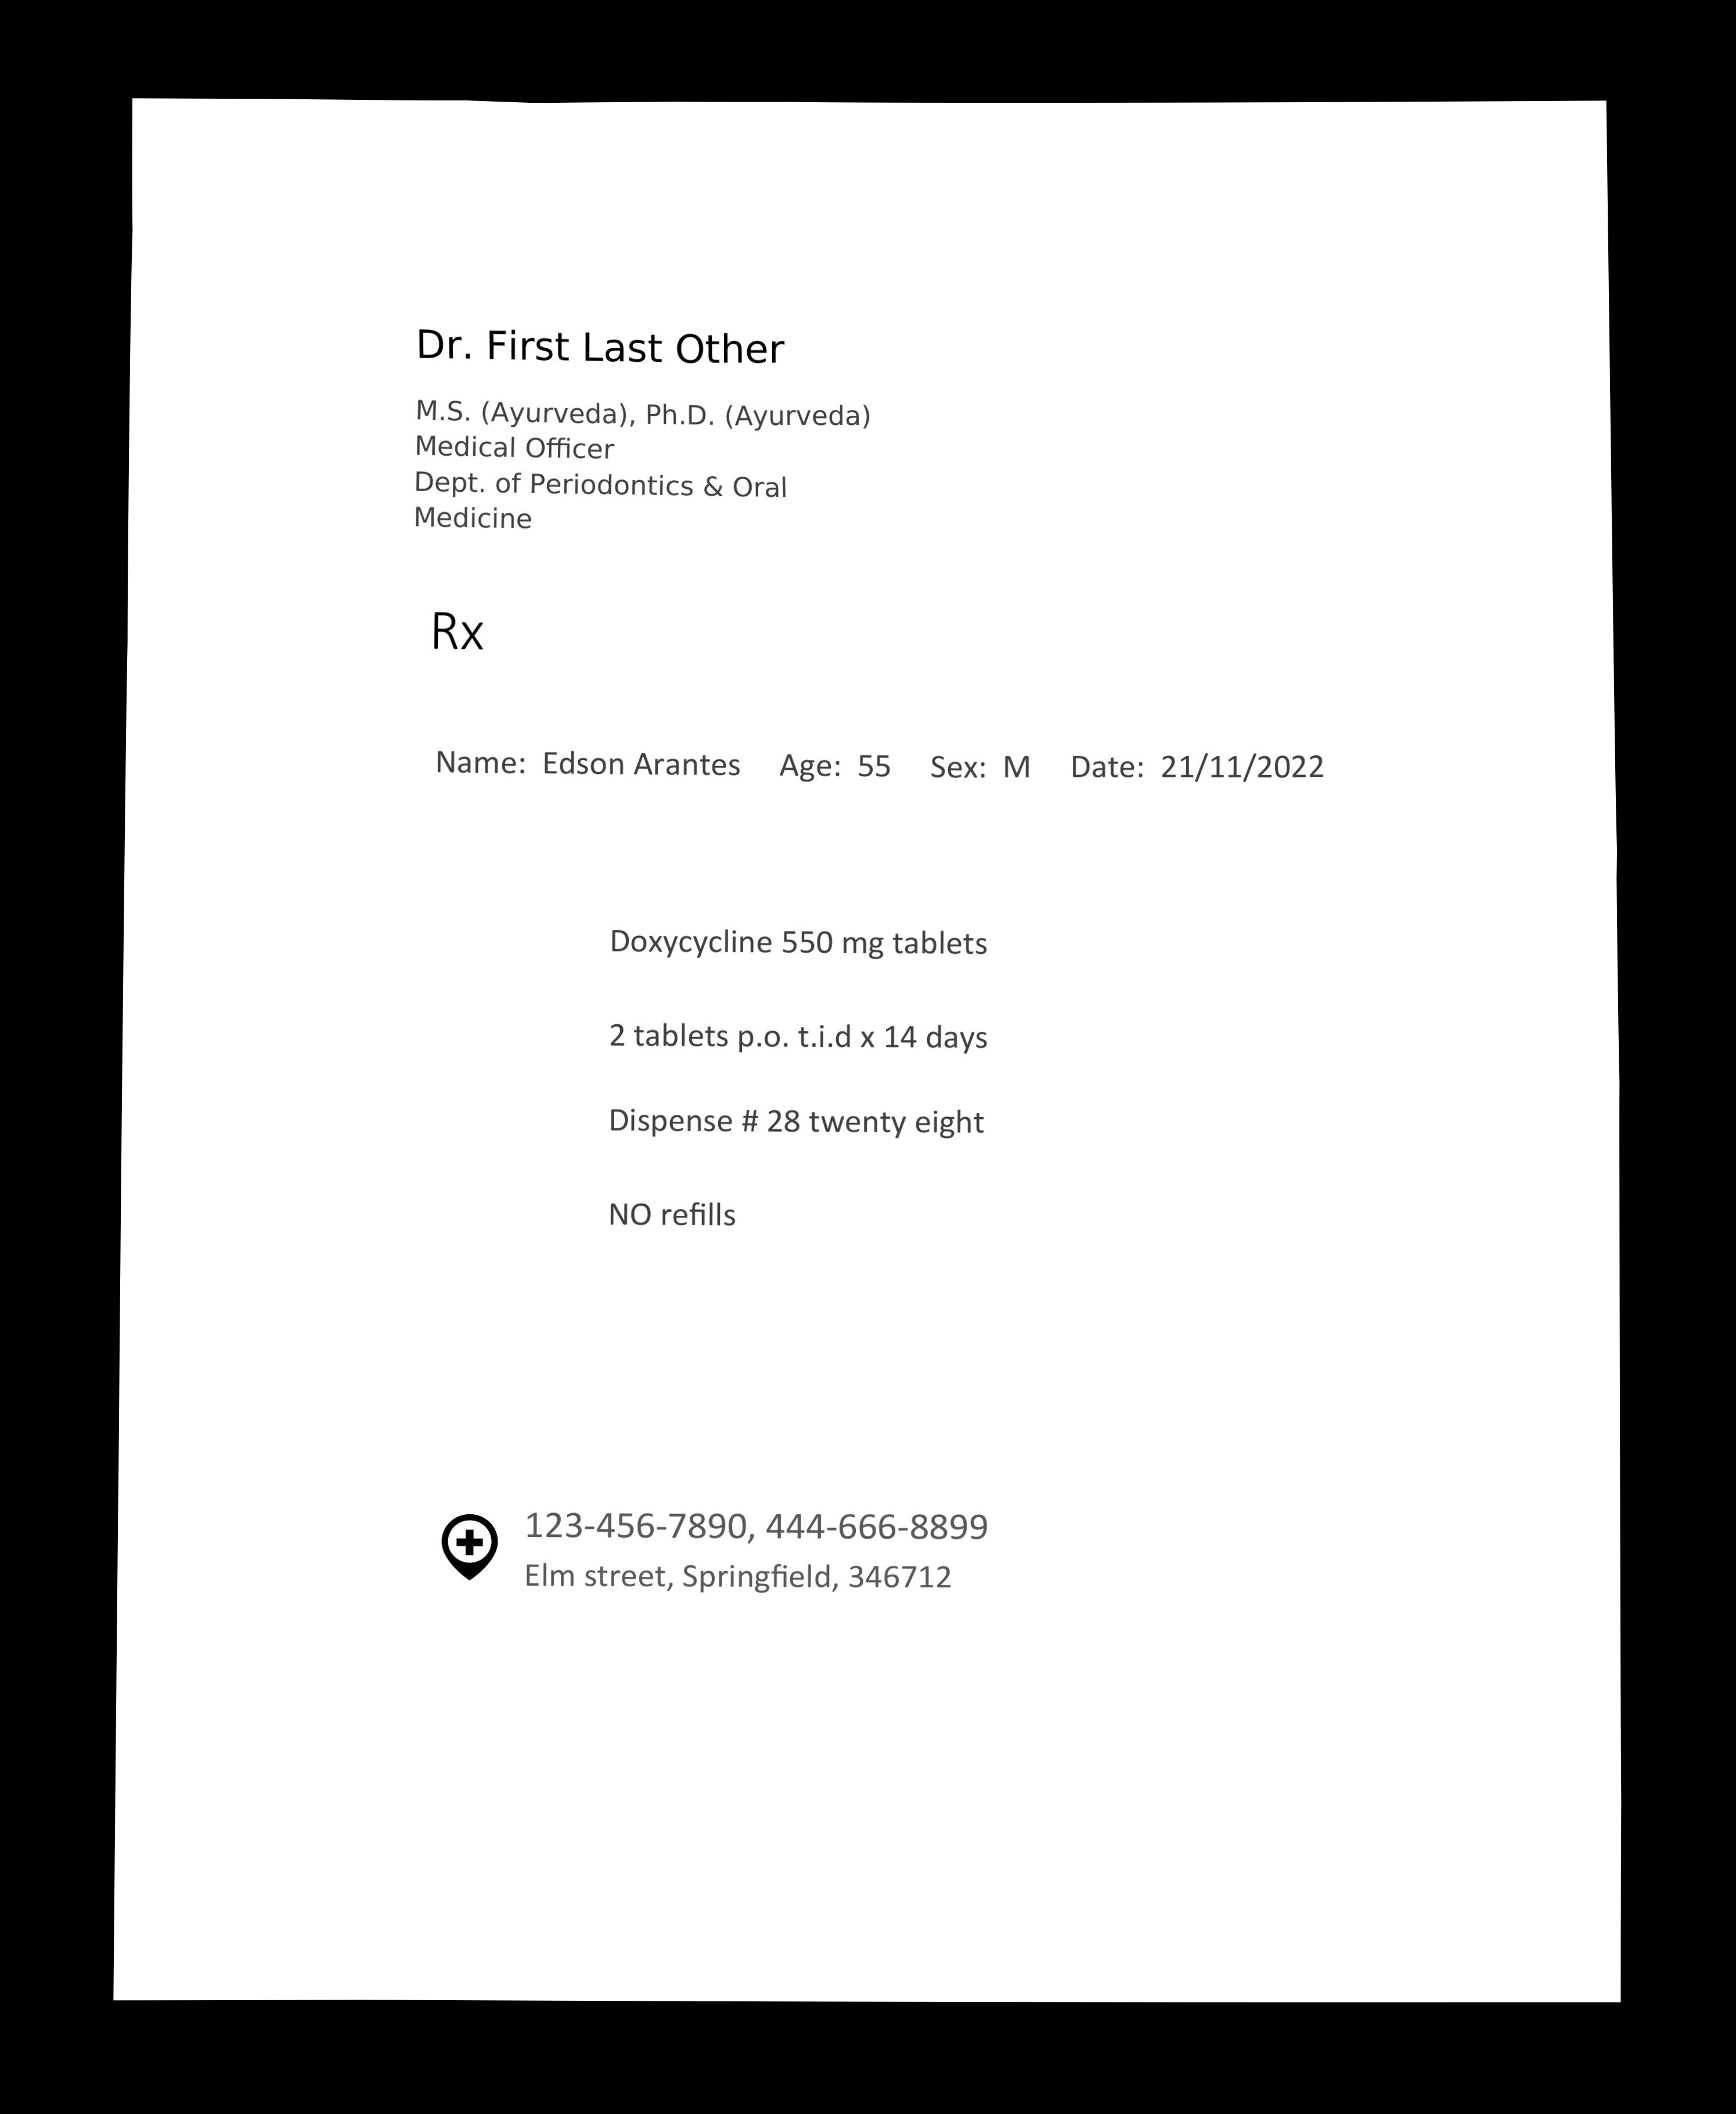 Dr. First Last Other
M.S. (Ayurveda), Ph.D. (Ayurveda)
Medical Officer
Dept. of Periodontics & Oral
Medicine
Rx
Name: Edson Arantes Age: 55 Sex: M Date: 21/11/2022
Doxycycline 550 mg tablets
2 tablets p.o. t.i.d x 14 days
Dispense # 28 twenty eight
NO refills
123-456-7890, 444-666-8899
Elm street, Springfield, 346712